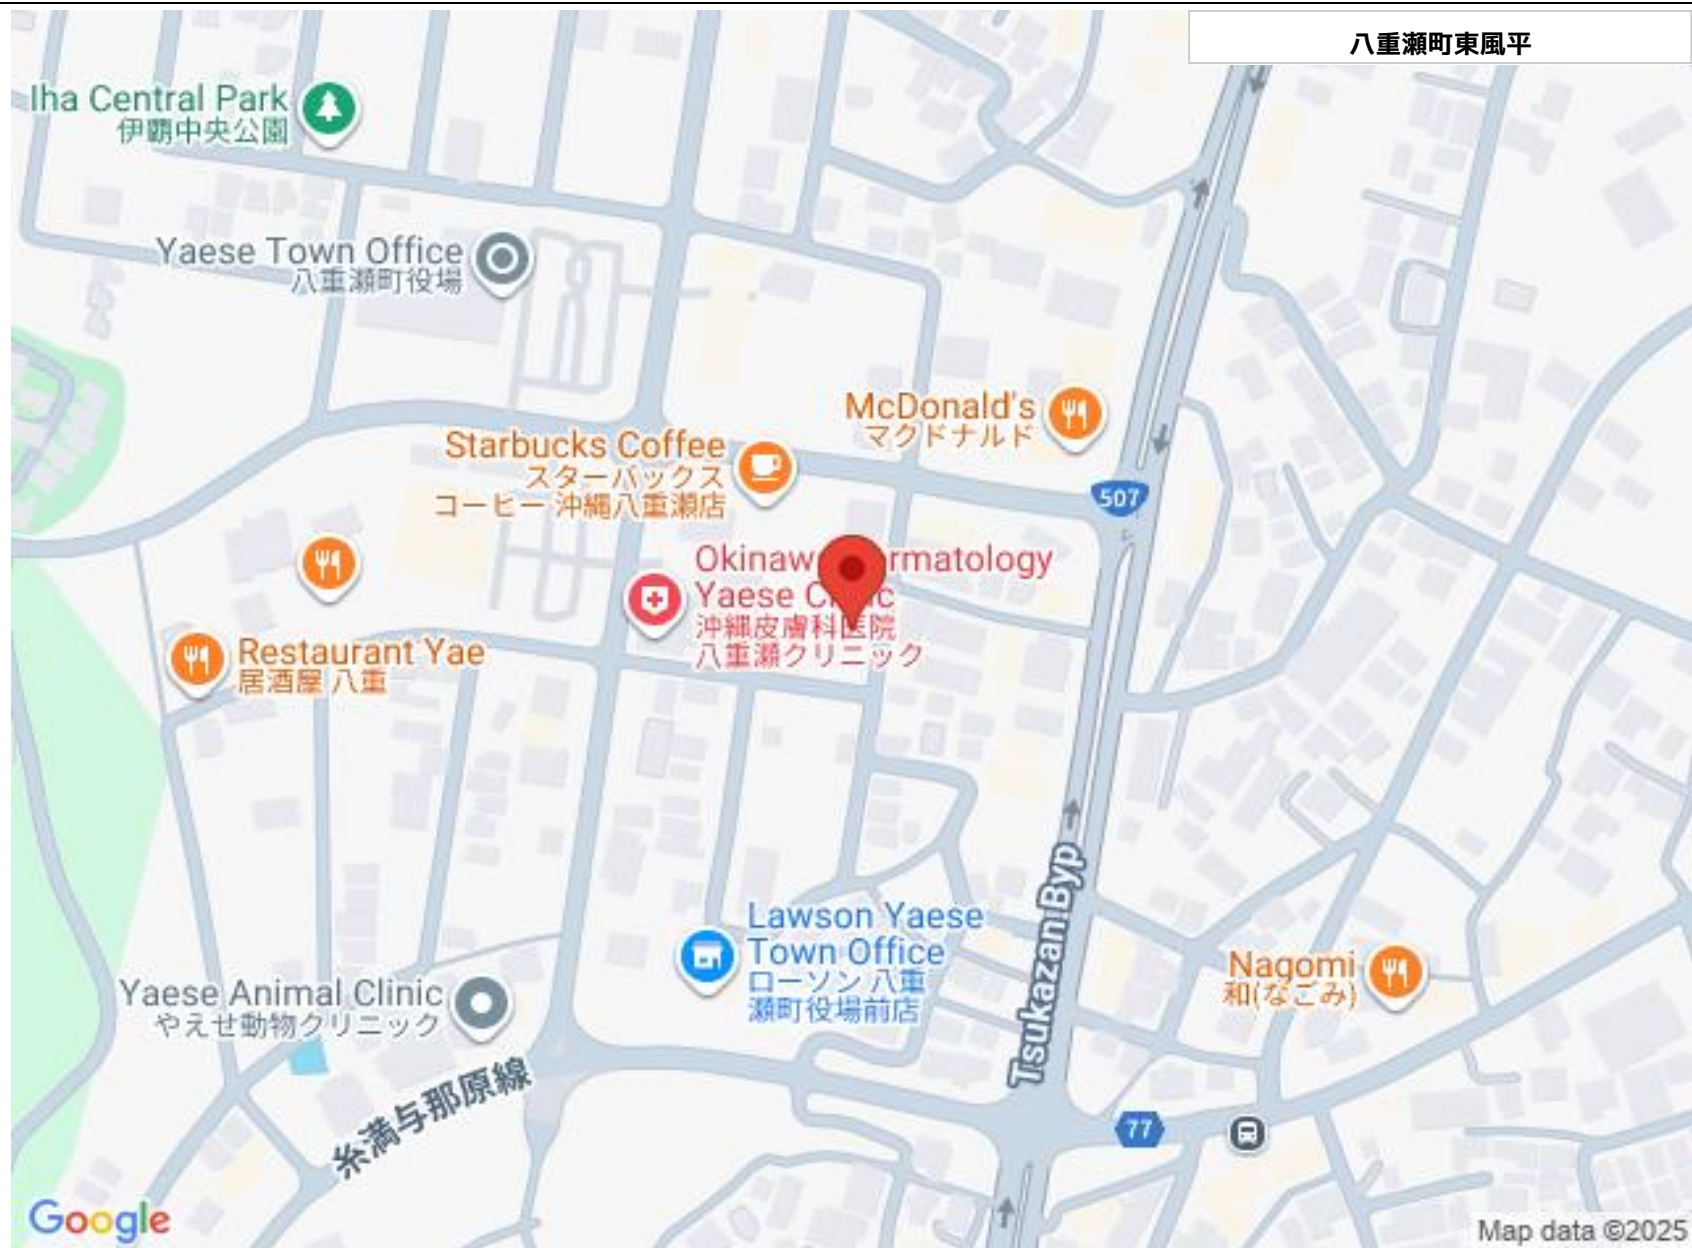 八重瀬町東風平
Iha Central Park
伊覇中央公園
Yaese Town Office
八重瀬町役場
McDonald's
マクドナルド
Starbucks Coffee
スターバックス
コーヒー 沖縄八重瀬店
507
Okinaw rmatology
Yaese C ic
沖縄皮膚科医院
八重瀬クリニック
Restaurant Yae
居酒屋 八重
Lawson Yaese
Town Office
ローソン 八重
瀬町役場前店
Tsukazan Byp
Nagomi
和(なごみ)
Yaese Animal Clinic
やえせ動物クリニック
糸満与那原線
77
Google
Map data ©2025